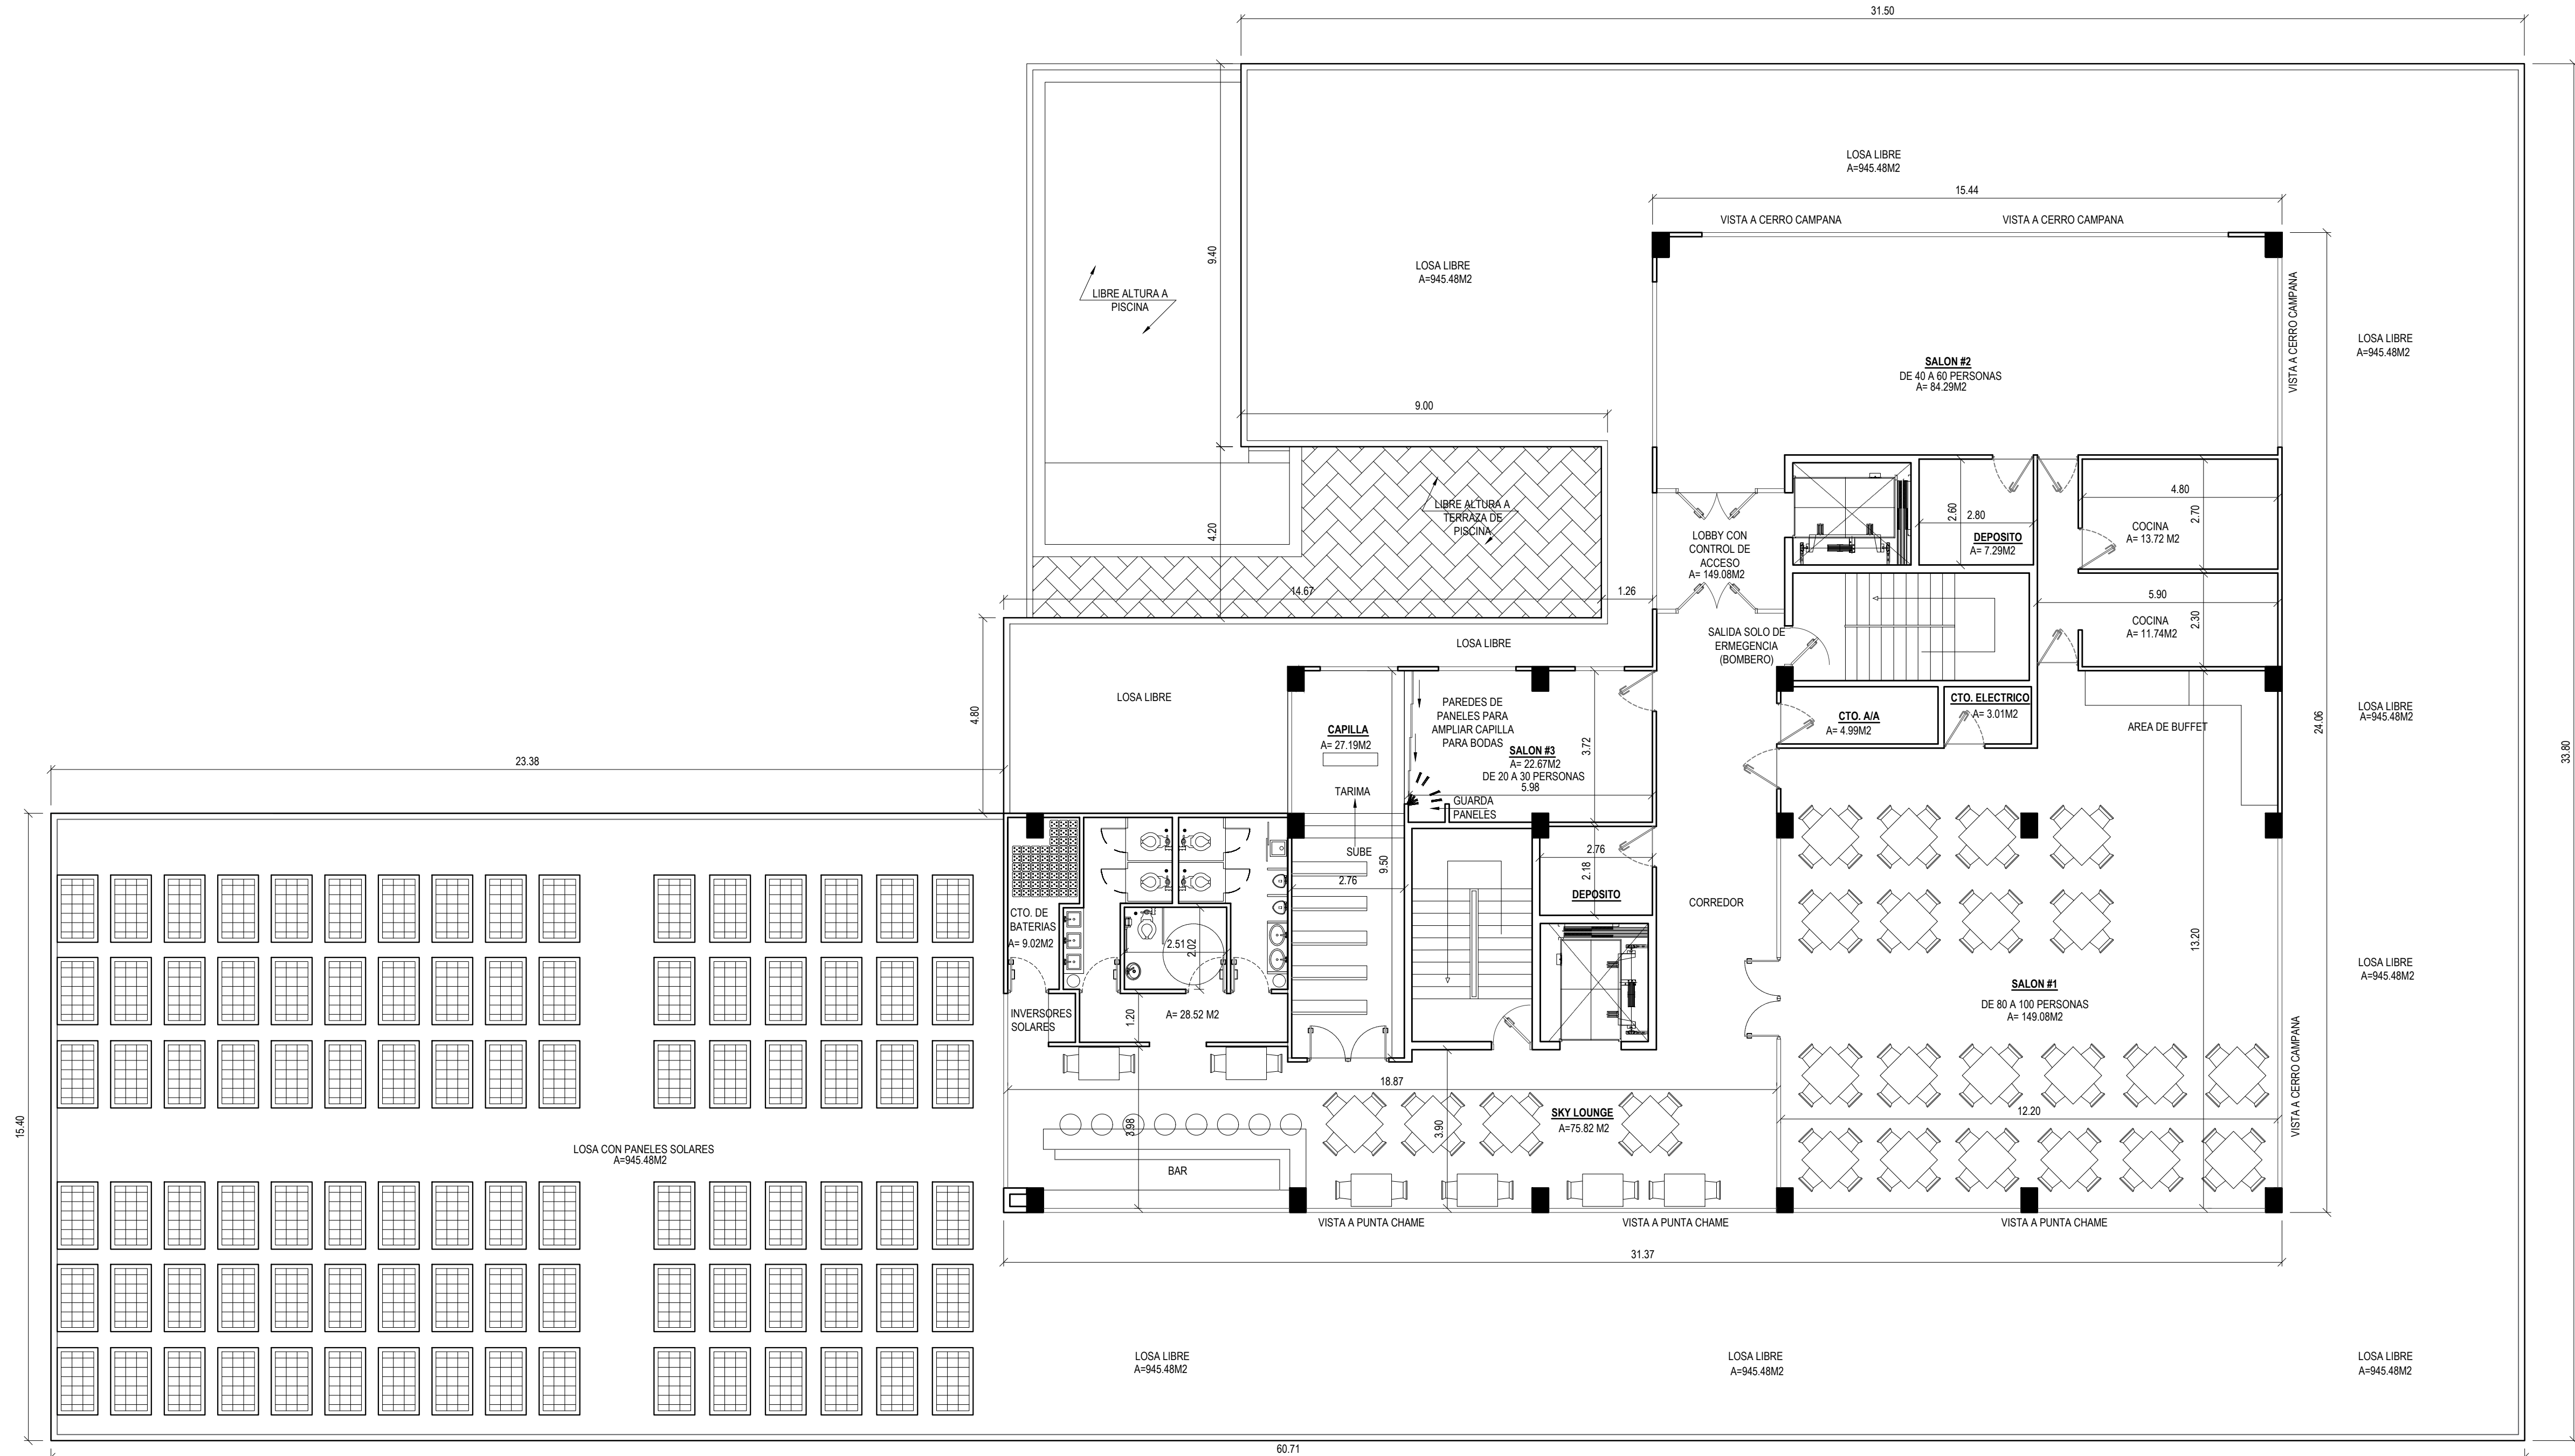 31.50
LOSA LIBRE
A=945.48M2
15.44
VISTA A CERRO CAMPANA
VISTA A CERRO CAMPANA
9.40
LOSA LIBRE
A=945.48M2
LIBRE ALTURA A
PISCINA
VISTA A CERRO CAMPANA
LOSA LIBRE
A=945.48M2
SALON #2
DE 40 A 60 PERSONAS
A= 84.29M2
9.00
4.20
LIBRE ALTURA A
TERRAZA DE
PISCINA
LOBBY CON
CONTROL DE
ACCESO
A= 149.08M2
2.60
2.80
DEPOSITO
A= 7.29M2
4.80
2.70
COCINA
A= 13.72 M2
14.67
1.26
5.90
2.30
COCINA
A= 11.74M2
SALIDA SOLO DE
ERMEGENCIA
(BOMBERO)
LOSA LIBRE
LOSA LIBRE
4.80
CAPILLA
A= 27.19M2
PAREDES DE
PANELES PARA
AMPLIAR CAPILLA
PARA BODAS
SALON #3
A= 22.67M2
DE 20 A 30 PERSONAS
5.98
3.72
GUARDA
PANELES
CTO. A/A
A= 4.99M2
CTO. ELECTRICO
A= 3.01M2
AREA DE BUFFET
LOSA LIBRE
A=945.48M2
24.06
33.80
23.38
TARIMA
SUBE
9.50
2.76
2.76
2.18
DEPOSITO
CORREDOR
CTO. DE
BATERIAS
A= 9.02M2
2.51
2.02
INVERSORES
SOLARES
1.20
A= 28.52 M2
13.20
SALON #1
DE 80 A 100 PERSONAS
A= 149.08M2
LOSA LIBRE
A=945.48M2
VISTA A CERRO CAMPANA
15.40
18.87
12.20
3.98
3.90
SKY LOUNGE
A=75.82 M2
LOSA CON PANELES SOLARES
A=945.48M2
BAR
VISTA A PUNTA CHAME
VISTA A PUNTA CHAME
VISTA A PUNTA CHAME
31.37
LOSA LIBRE
A=945.48M2
LOSA LIBRE
A=945.48M2
LOSA LIBRE
A=945.48M2
60.71